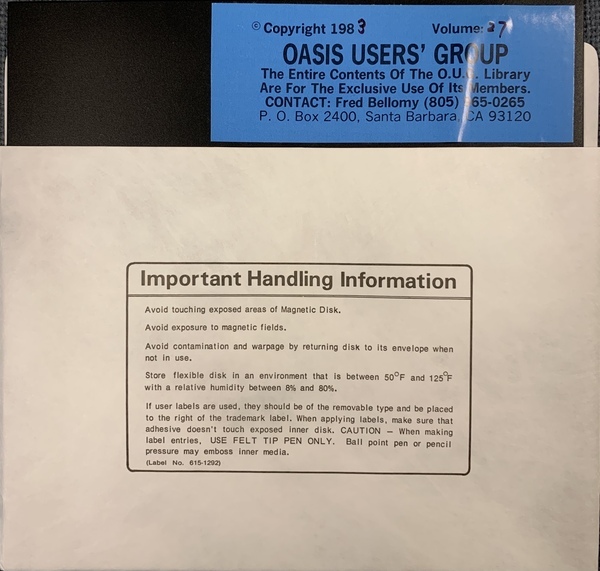 © Copyright 1983 Volume: 27
OASIS USERS' GROUP
The Entire Contents Of The O.U.G. Library
Are For The Exclusive Use Of Its Members.
CONTACT: Fred Bellomy (805) 65-0265
P. O. Box 2400, Santa Barbara, CA 93120
Important Handling Information
Avoid touching exposed areas of Magnetic Disk.
Avoid exposure to magnetic fields.
Avoid contamination and warpage by returning disk to its envelope when
not in use.
Store flexible disk in an environment that is between 50°F and 125°F
with a relative humidity between 8% and 80%.
If user labels are used, they should be of the removable type and be placed
to the right of the trademark label. When applying labels, make sure that
adhesive doesn't touch exposed inner disk. CAUTION — When making
label entries, USE FELT TIP PEN ONLY. Ball point pen or pencil
pressure may emboss inner media.
(Label No. 615-1292)